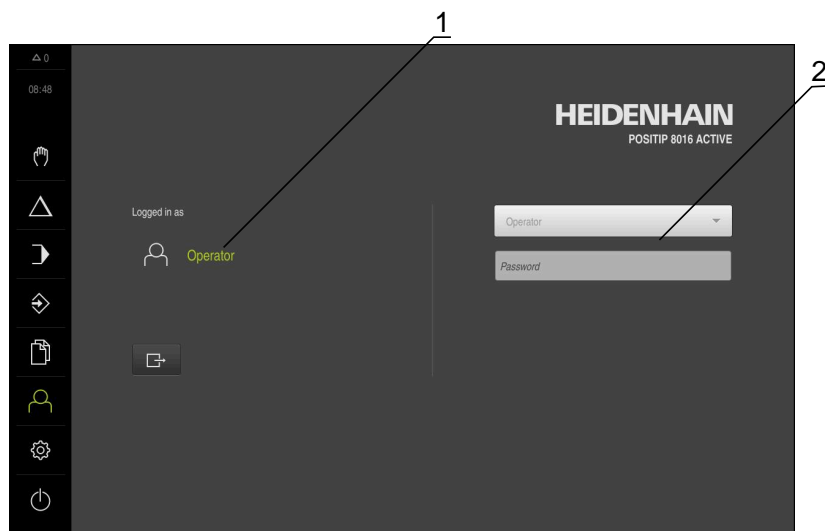 1
2
0
08:48
HEIDENHAIN
POSITIP 8016 ACTIVE
Logged in as
Operator
Operator
Password